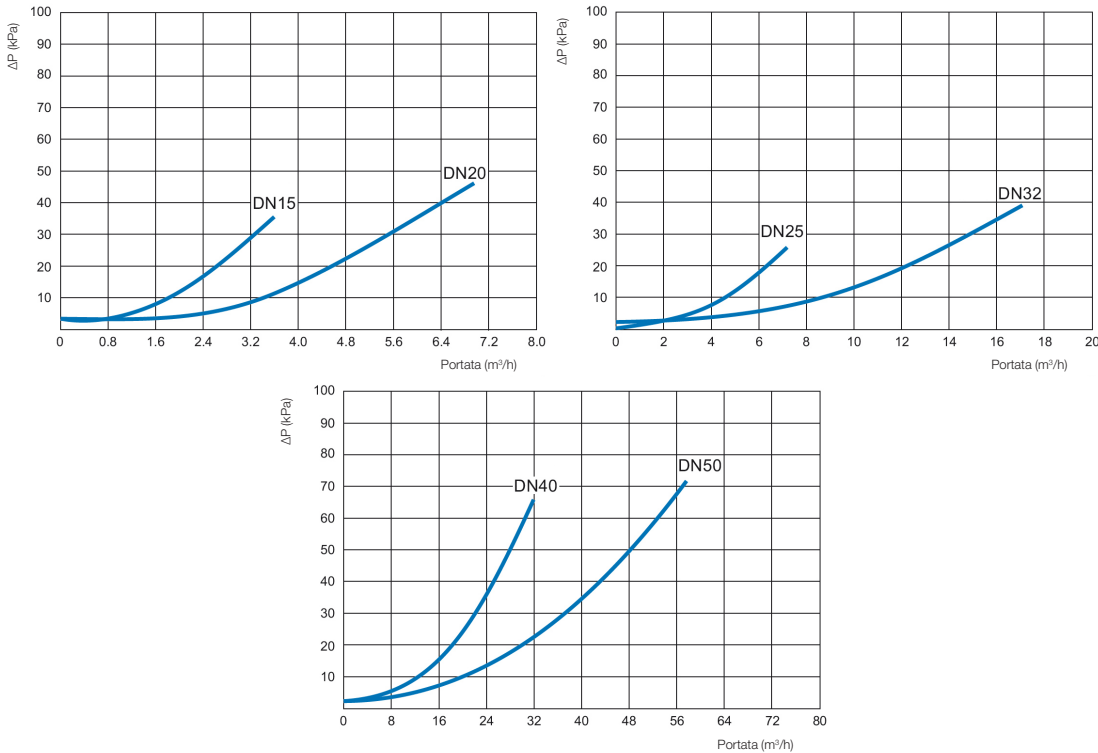 ΔP (kPa)
100
90
80
70
60
50
40
30
20
10
DN15
DN20
0 0.8 1.6 2.4 3.2 4.0 4.8 5.6 6.4 7.2 8.0
Portata (m³/h)
ΔP (kPa)
100
90
80
70
60
50
40
30
20
10
DN25
DN32
0 2 4 6 8 10 12 14 16 18 20
Portata (m³/h)
ΔP (kPa)
100
90
80
70
60
50
40
30
20
10
DN50
DN40
0 8 16 24 32 40 48 56 64 72 80
Portata (m³/h)